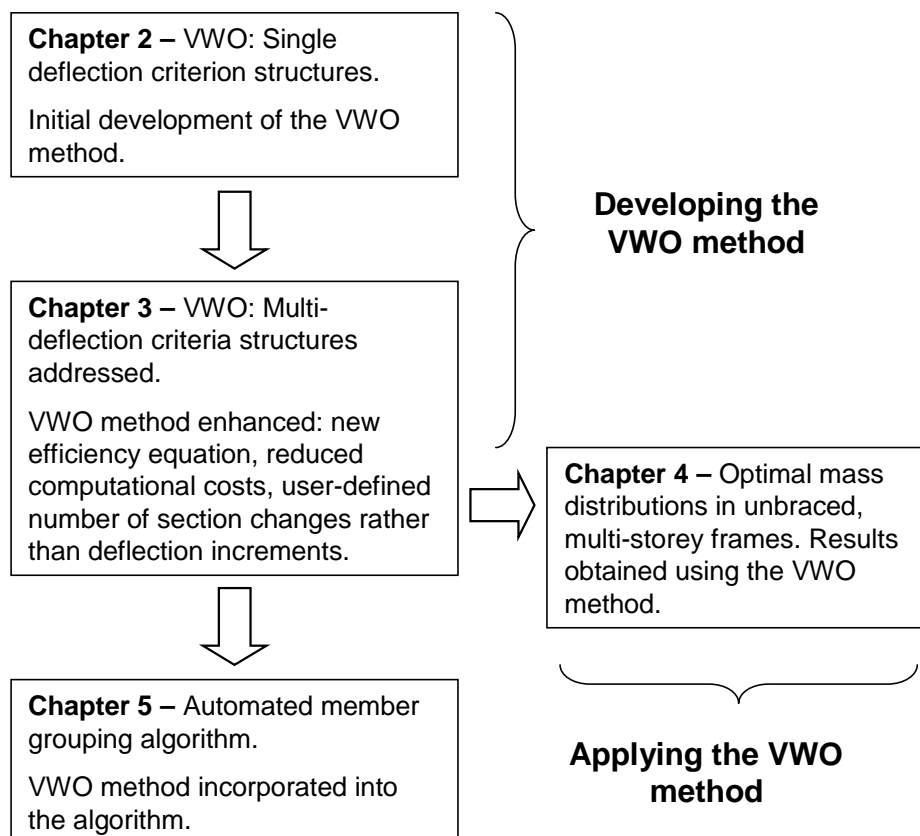 Chapter 2 – VWO: Single
deflection criterion structures.
Initial development of the VWO
method.
Developing the
VWO method
Chapter 3 – VWO: Multi-
deflection criteria structures
addressed.
VWO method enhanced: new
efficiency equation, reduced
computational costs, user-defined
number of section changes rather
than deflection increments.
Chapter 4 – Optimal mass
distributions in unbraced,
multi-storey frames. Results
obtained using the VWO
method.
Chapter 5 – Automated member
grouping algorithm.
VWO method incorporated into
the algorithm.
Applying the VWO
method